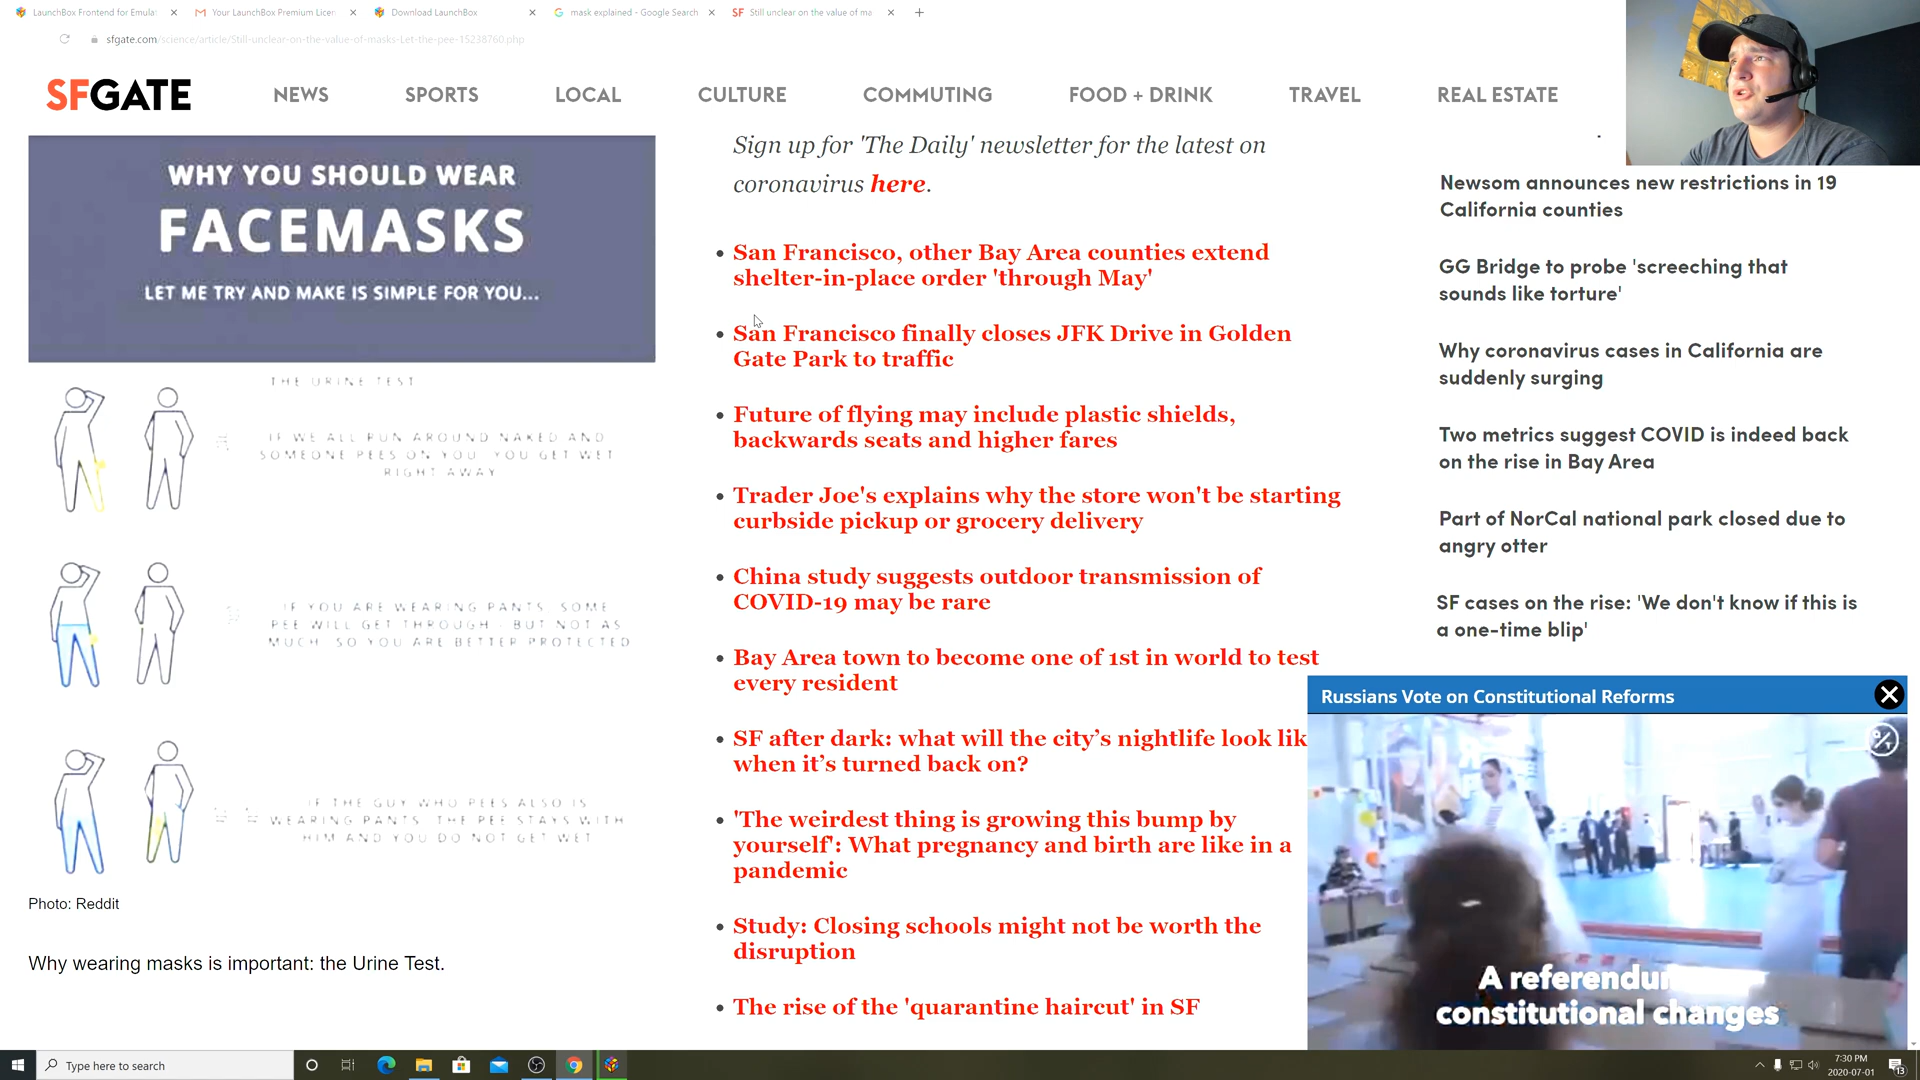 LaunchBox Frontend for Emulat
Your LaunchBox Premium Licen
Download LaunchBox
mask explained - Google Search
SF Still unclear on the value of ma
sfgate.com/science/article/Still-unclear-on-the-value-of-masks-Let-the-pee-15238760.php
SFGATE
NEWS
SPORTS
LOCAL
CULTURE
COMMUTING
FOOD + DRINK
TRAVEL
REAL ESTATE
WHY YOU SHOULD WEAR
FACEMASKS
LET ME TRY AND MAKE IS SIMPLE FOR YOU...
THE URINE TEST
IF WE ALL RUN AROUND NAKED AND
SOMEONE PEES ON YOU, YOU GET WET
RIGHT AWAY
IF YOU ARE WEARING PANTS, SOME
PEE WILL GET THROUGH - BUT NOT AS
MUCH, SO YOU ARE BETTER PROTECTED
IF THE GUY WHO PEES ALSO IS
WEARING PANTS, THE PEE STAYS WITH
HIM AND YOU DO NOT GET WET
Photo: Reddit
Why wearing masks is important: the Urine Test.
Sign up for 'The Daily' newsletter for the latest on
coronavirus here.
San Francisco, other Bay Area counties extend
shelter-in-place order 'through May'
San Francisco finally closes JFK Drive in Golden
Gate Park to traffic
Future of flying may include plastic shields,
backwards seats and higher fares
Trader Joe's explains why the store won't be starting
curbside pickup or grocery delivery
China study suggests outdoor transmission of
COVID-19 may be rare
Bay Area town to become one of 1st in world to test
every resident
SF after dark: what will the city's nightlife look lik
when it's turned back on?
'The weirdest thing is growing this bump by
yourself': What pregnancy and birth are like in a
pandemic
Study: Closing schools might not be worth the
disruption
The rise of the 'quarantine haircut' in SF
Newsom announces new restrictions in 19
California counties
GG Bridge to probe 'screeching that
sounds like torture'
Why coronavirus cases in California are
suddenly surging
Two metrics suggest COVID is indeed back
on the rise in Bay Area
Part of NorCal national park closed due to
angry otter
SF cases on the rise: 'We don't know if this is
a one-time blip'
Russians Vote on Constitutional Reforms
A referendu
constitutional changes
Type here to search
7:30 PM
2020-07-01
13